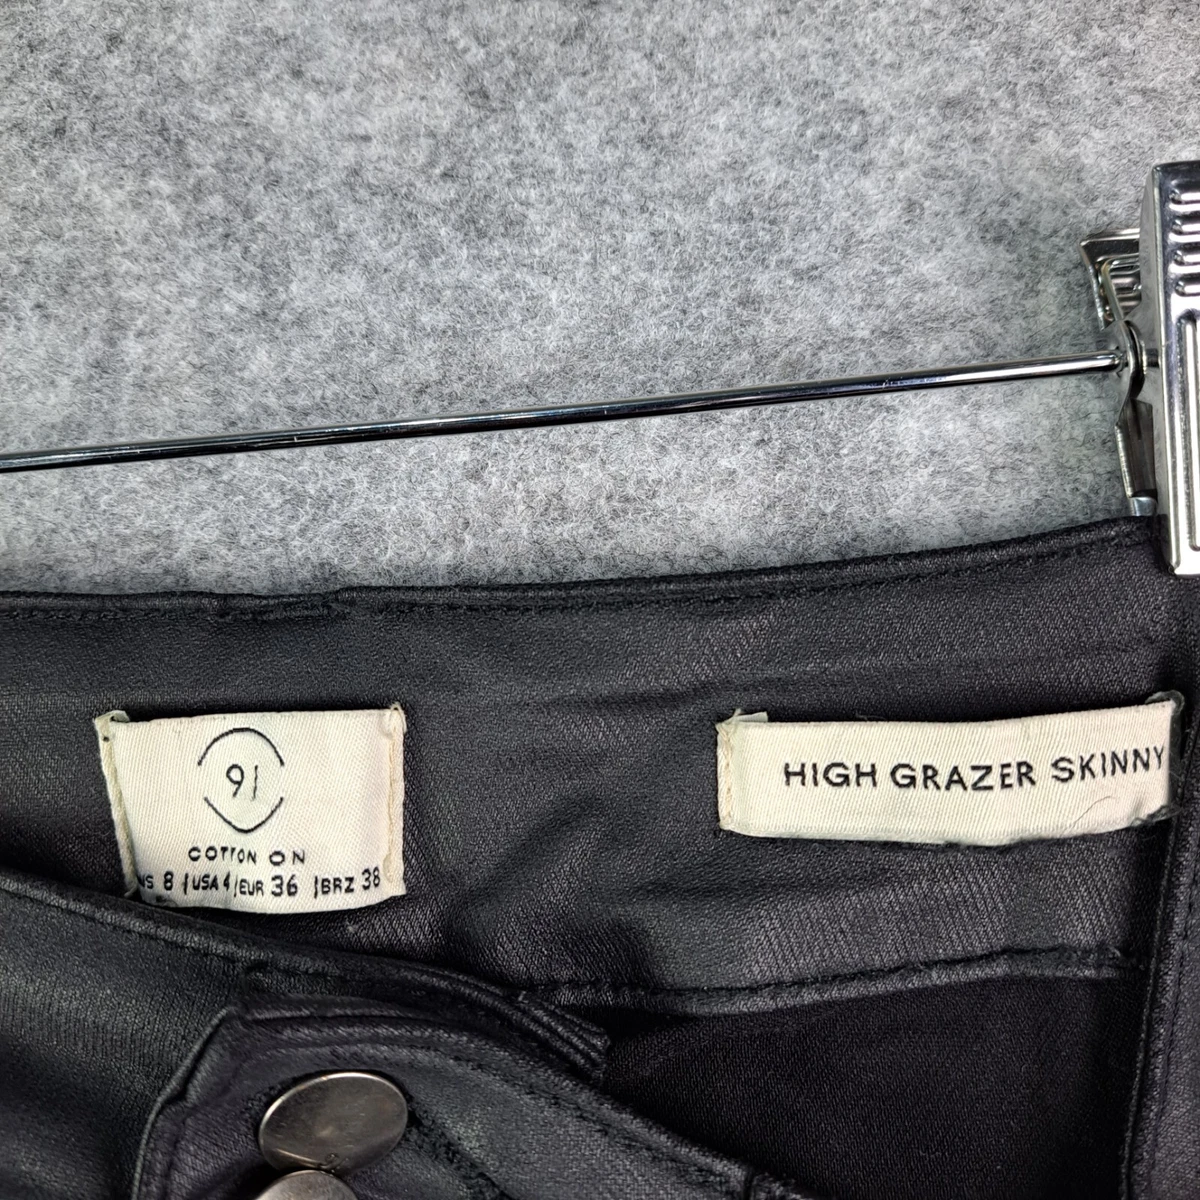 91
COTTON ON
8 | USA 4 | EUR 36 | BRZ 38
HIGH GRAZER SKINNY